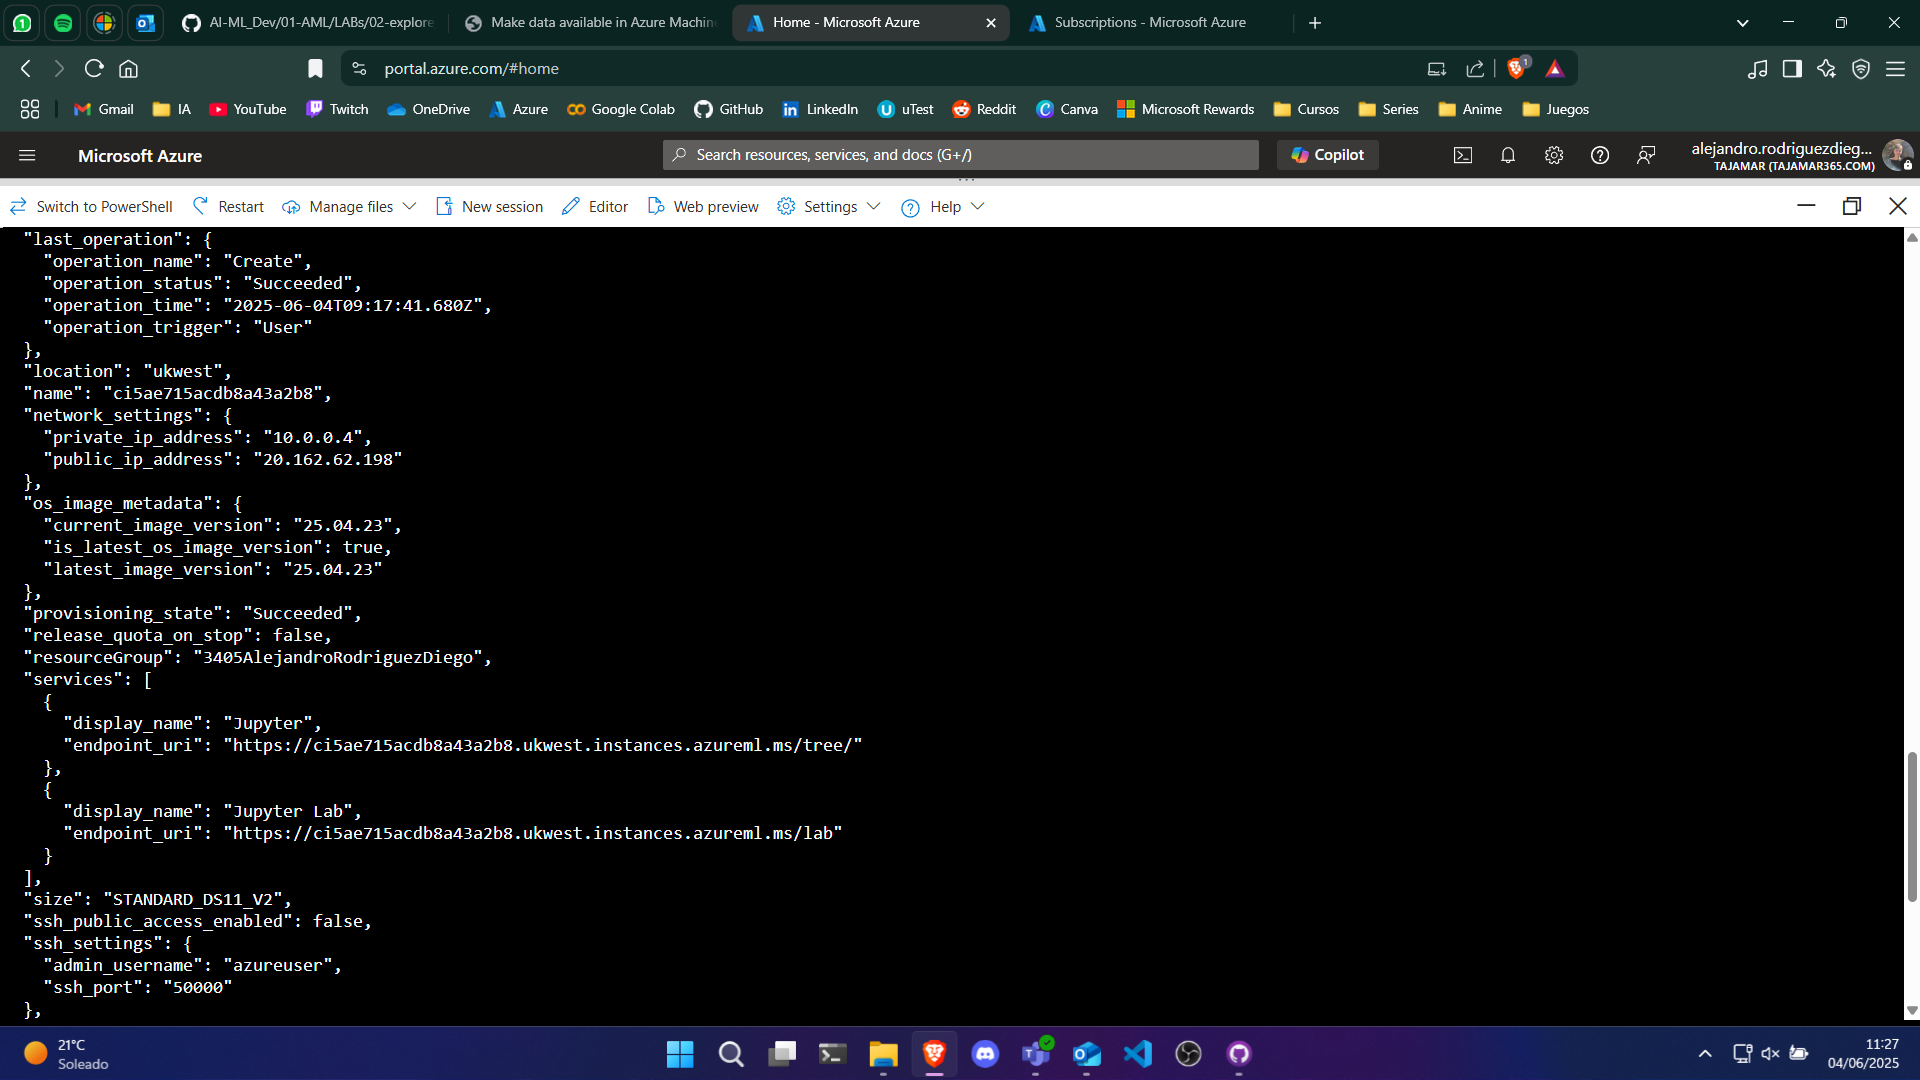 1
AI-ML_Dev/01-AML/LABs/02-explore
Make data available in Azure Machin
Home - Microsoft Azure
Subscriptions - Microsoft Azure
portal.azure.com/#home
1
Gmail
IA
YouTube
Twitch
OneDrive
Azure
Google Colab
GitHub
LinkedIn
uTest
Reddit
Canva
Microsoft Rewards
Cursos
Series
Anime
Juegos
Microsoft Azure
Search resources, services, and docs (G+/)
Copilot
alejandro.rodriguezdieg...
TAJAMAR (TAJAMAR365.COM)
Switch to PowerShell
Restart
Manage files
New session
Editor
Web preview
Settings
Help
"last_operation": {
"operation_name": "Create",
"operation_status": "Succeeded",
"operation_time": "2025-06-04T09:17:41.680Z",
"operation_trigger": "User"
},
"location": "ukwest",
"name": "ci5ae715acdb8a43a2b8",
"network_settings": {
"private_ip_address": "10.0.0.4",
"public_ip_address": "20.162.62.198"
},
"os_image_metadata": {
"current_image_version": "25.04.23",
"is_latest_os_image_version": true,
"latest_image_version": "25.04.23"
},
"provisioning_state": "Succeeded",
"release_quota_on_stop": false,
"resourceGroup": "3405AlejandroRodriguezDiego",
"services": [
{
"display_name": "Jupyter",
"endpoint_uri": "https://ci5ae715acdb8a43a2b8.ukwest.instances.azureml.ms/tree/"
},
{
"display_name": "Jupyter Lab",
"endpoint_uri": "https://ci5ae715acdb8a43a2b8.ukwest.instances.azureml.ms/lab"
}
],
"size": "STANDARD_DS11_V2",
"ssh_public_access_enabled": false,
"ssh_settings": {
"admin_username": "azureuser",
"ssh_port": "50000"
},
21°C
Soleado
11:27
04/06/2025